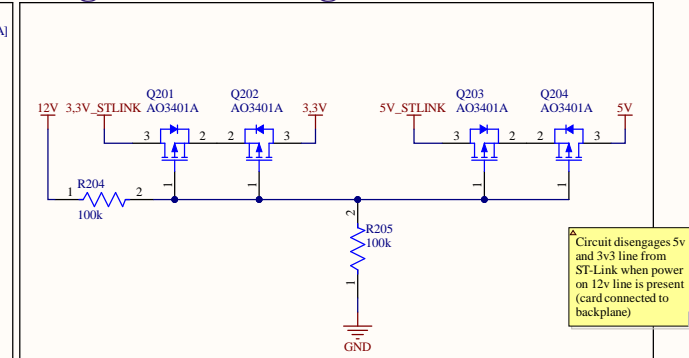 A]
Q201
AO3401A
Q202
AO3401A
Q203
AO3401A
Q204
AO3401A
12V
3,3V_STLINK
3,3V
5V_STLINK
5V
3
2
2
3
3
2
2
3
1
1
1
1
1
R204
2
100k
2
R205
100k
1
GND
Circuit disengages 5v
and 3v3 line from
ST-Link when power
on 12v line is present
(card connected to
backplane)